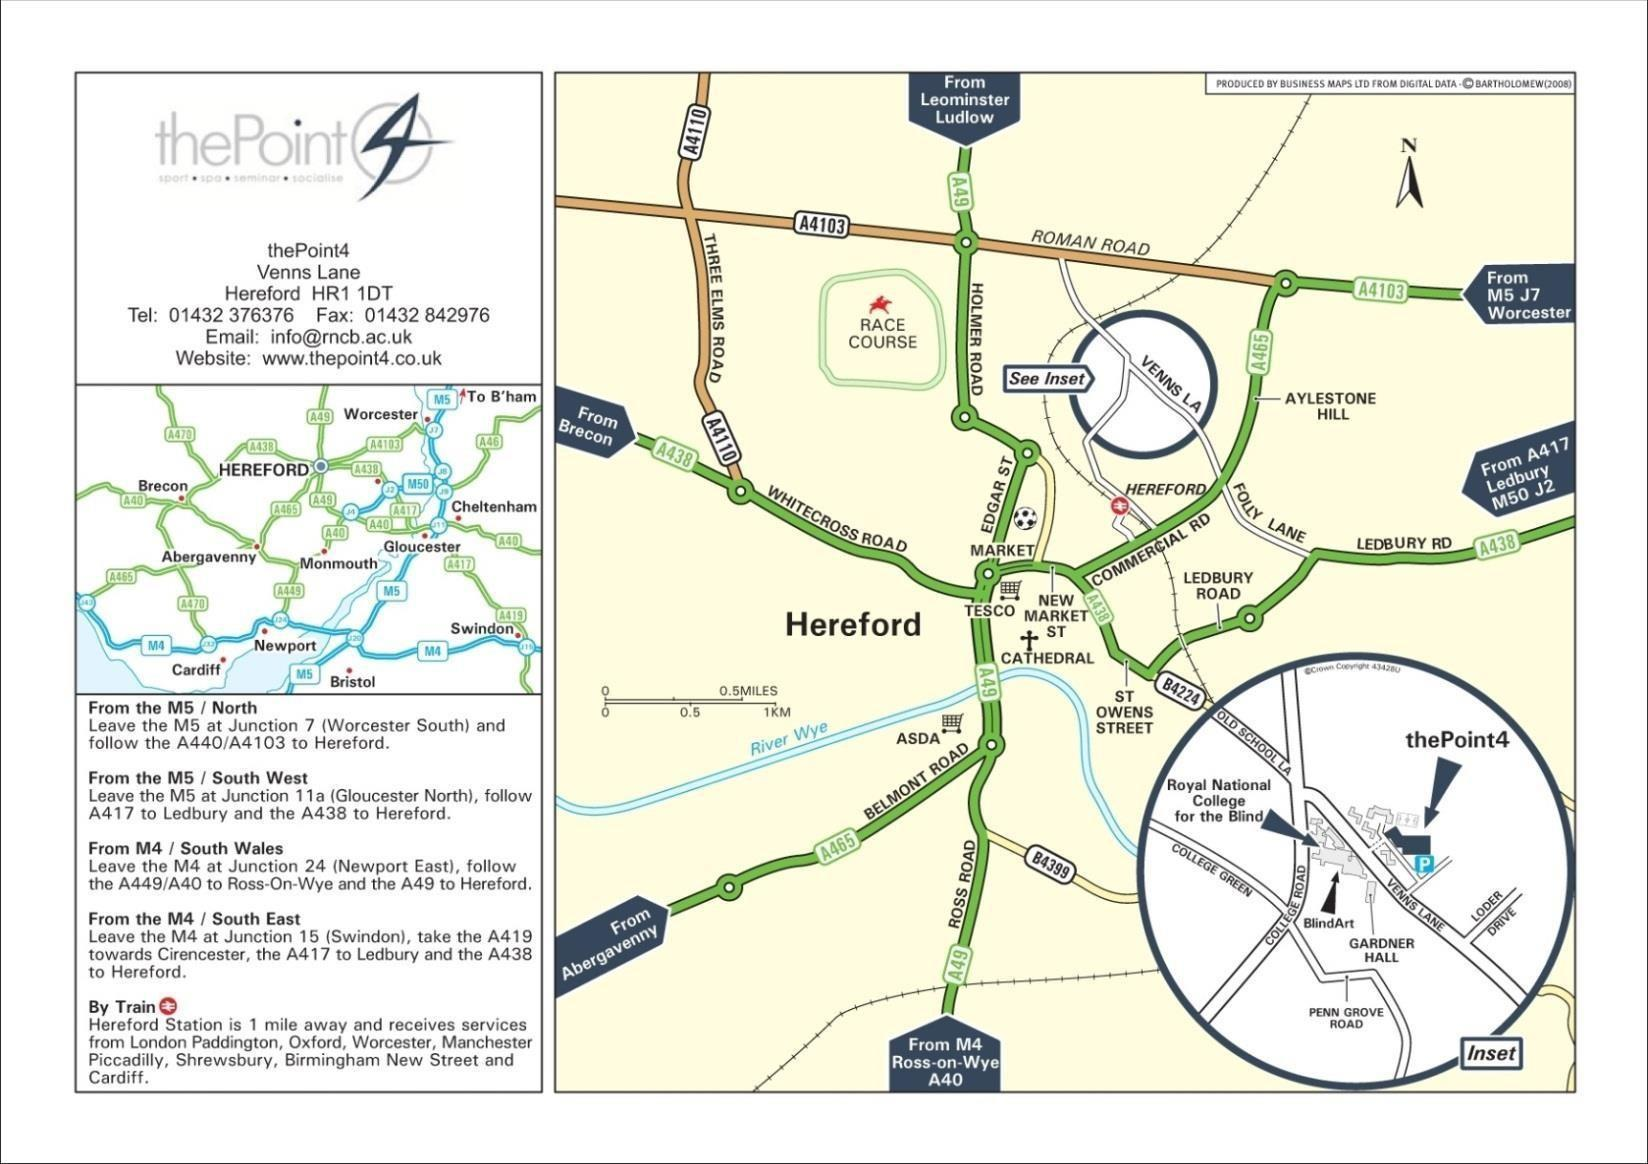 thePoint4
sport • spa • seminar • socialise
thePoint4
Venns Lane
Hereford HR1 1DT
Tel: 01432 376376 Fax: 01432 842976
Email: info@rncb.ac.uk
Website: www.thepoint4.co.uk
To B'ham
M5
Worcester
A49
J7
A470
A438
A4103
A46
HEREFORD
A438
J8
Brecon
J2
M50
J9
A40
A465
A49
J4
A417
Cheltenham
A40
J11
A40
Abergavenny
A40
Monmouth
Gloucester
A417
A465
A449
M5
J43
A470
A419
J24
Swindon
M4
Newport
J20
M4
J15
Cardiff
M5
Bristol
From the M5 / North
Leave the M5 at Junction 7 (Worcester South) and
follow the A440/A4103 to Hereford.
From the M5 / South West
Leave the M5 at Junction 11a (Gloucester North), follow
A417 to Ledbury and the A438 to Hereford.
From M4 / South Wales
Leave the M4 at Junction 24 (Newport East), follow
the A449/A40 to Ross-On-Wye and the A49 to Hereford.
From the M4 / South East
Leave the M4 at Junction 15 (Swindon), take the A419
towards Cirencester, the A417 to Ledbury and the A438
to Hereford.
By Train
Hereford Station is 1 mile away and receives services
from London Paddington, Oxford, Worcester, Manchester
Piccadilly, Shrewsbury, Birmingham New Street and
Cardiff.
PRODUCED BY BUSINESS MAPS LTD FROM DIGITAL DATA - © BARTHOLOMEW(2008)
From
Leominster
Ludlow
A4110
N
A49
A4103
ROMAN ROAD
THREE ELMS ROAD
HOLMER ROAD
A4103
From
M5 J7
Worcester
RACE
COURSE
A465
See Inset
VENNS LA
AYLESTONE
HILL
From
Brecon
A438
A4110
From A417
Ledbury
M50 J2
WHITECROSS ROAD
EDGAR ST
HEREFORD
FOLLY LANE
COMMERCIAL RD
LEDBURY RD
A438
MARKET
TESCO
NEW
MARKET
ST
A438
LEDBURY
ROAD
Hereford
CATHEDRAL
A49
B4224
ST
OWENS
STREET
0 0.5MILES
0 0.5 1KM
River Wye
ASDA
BELMONT ROAD
A465
From
Abergavenny
ROSS ROAD
B4399
A49
From M4
Ross-on-Wye
A40
©Crown Copyright 43428U
OLD SCHOOL LA
thePoint4
Royal National
College
for the Blind
P
COLLEGE GREEN
COLLEGE ROAD
VENNS LANE
LODER
DRIVE
BlindArt
GARDNER
HALL
PENN GROVE
ROAD
Inset